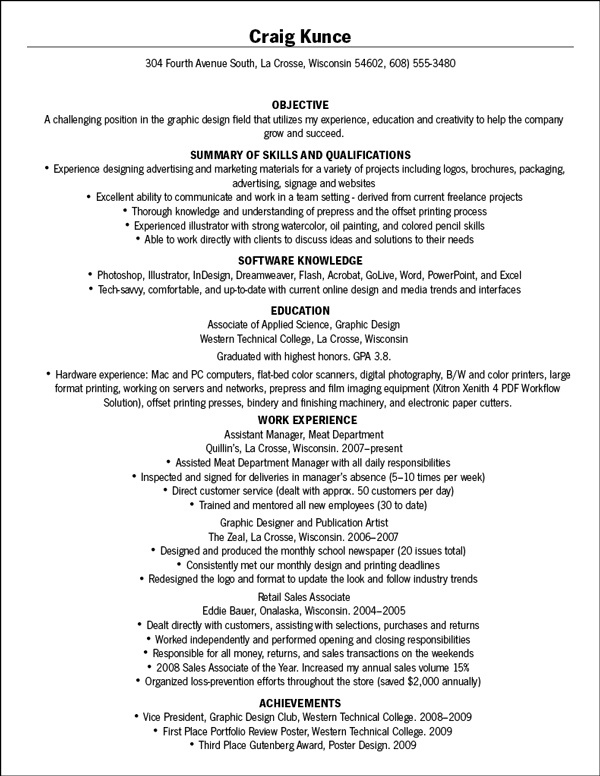 Craig Kunce
304 Fourth Avenue South, La Crosse, Wisconsin 54602, 608) 555-3480
OBJECTIVE
A challenging position in the graphic design field that utilizes my experience, education and creativity to help the company
grow and succeed.
SUMMARY OF SKILLS AND QUALIFICATIONS
• Experience designing advertising and marketing materials for a variety of projects including logos, brochures, packaging,
advertising, signage and websites
• Excellent ability to communicate and work in a team setting - derived from current freelance projects
• Thorough knowledge and understanding of prepress and the offset printing process
• Experienced illustrator with strong watercolor, oil painting, and colored pencil skills
• Able to work directly with clients to discuss ideas and solutions to their needs
SOFTWARE KNOWLEDGE
• Photoshop, Illustrator, InDesign, Dreamweaver, Flash, Acrobat, GoLive, Word, PowerPoint, and Excel
• Tech-savvy, comfortable, and up-to-date with current online design and media trends and interfaces
EDUCATION
Associate of Applied Science, Graphic Design
Western Technical College, La Crosse, Wisconsin
Graduated with highest honors. GPA 3.8.
• Hardware experience: Mac and PC computers, flat-bed color scanners, digital photography, B/W and color printers, large
format printing, working on servers and networks, prepress and film imaging equipment (Xitron Xenith 4 PDF Workflow
Solution), offset printing presses, bindery and finishing machinery, and electronic paper cutters.
WORK EXPERIENCE
Assistant Manager, Meat Department
Quillin's, La Crosse, Wisconsin. 2007–present
• Assisted Meat Department Manager with all daily responsibilities
• Inspected and signed for deliveries in manager's absence (5–10 times per week)
• Direct customer service (dealt with approx. 50 customers per day)
• Trained and mentored all new employees (30 to date)
Graphic Designer and Publication Artist
The Zeal, La Crosse, Wisconsin. 2006–2007
• Designed and produced the monthly school newspaper (20 issues total)
• Consistently met our monthly design and printing deadlines
• Redesigned the logo and format to update the look and follow industry trends
Retail Sales Associate
Eddie Bauer, Onalaska, Wisconsin. 2004–2005
• Dealt directly with customers, assisting with selections, purchases and returns
• Worked independently and performed opening and closing responsibilities
• Responsible for all money, returns, and sales transactions on the weekends
• 2008 Sales Associate of the Year. Increased my annual sales volume 15%
• Organized loss-prevention efforts throughout the store (saved $2,000 annually)
ACHIEVEMENTS
• Vice President, Graphic Design Club, Western Technical College. 2008–2009
• First Place Portfolio Review Poster, Western Technical College. 2009
• Third Place Gutenberg Award, Poster Design. 2009